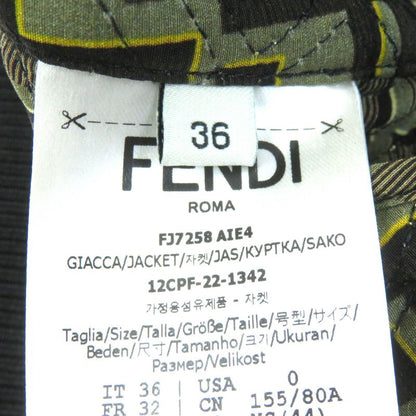 36
FENDI
ROMA
FJ7258 AIE4
GIACCA/JACKET/자켓/JAS/КУРТКА/SAKO
12CPF-22-1342
가정용섬유제품 - 자켓
Taglia/Size/Talla/Größe/Taille/号型/サイズ/
Beden/尺寸/Tamanho/크기/Ukuran/
Размер/Velikost
IT 36 USA 0
FR 32 CN 155/80A